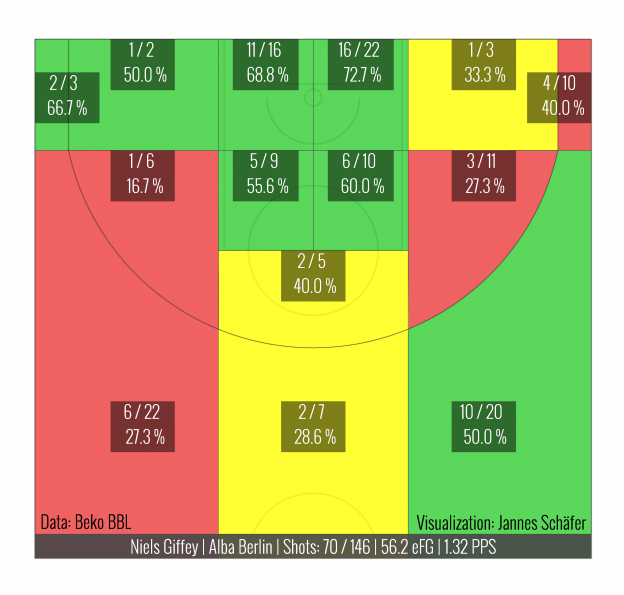 1 / 2
50.0 %
11 / 16
68.8 %
16 / 22
72.7 %
1 / 3
33.3 %
2 / 3
66.7 %
4 / 10
40.0 %
1 / 6
16.7 %
5 / 9
55.6 %
6 / 10
60.0 %
3 / 11
27.3 %
2 / 5
40.0 %
6 / 22
27.3 %
2 / 7
28.6 %
10 / 20
50.0 %
Data: Beko BBL
Visualization: Jannes Schäfer
Niels Giffey | Alba Berlin | Shots: 70 / 146 | 56.2 eFG | 1.32 PPS